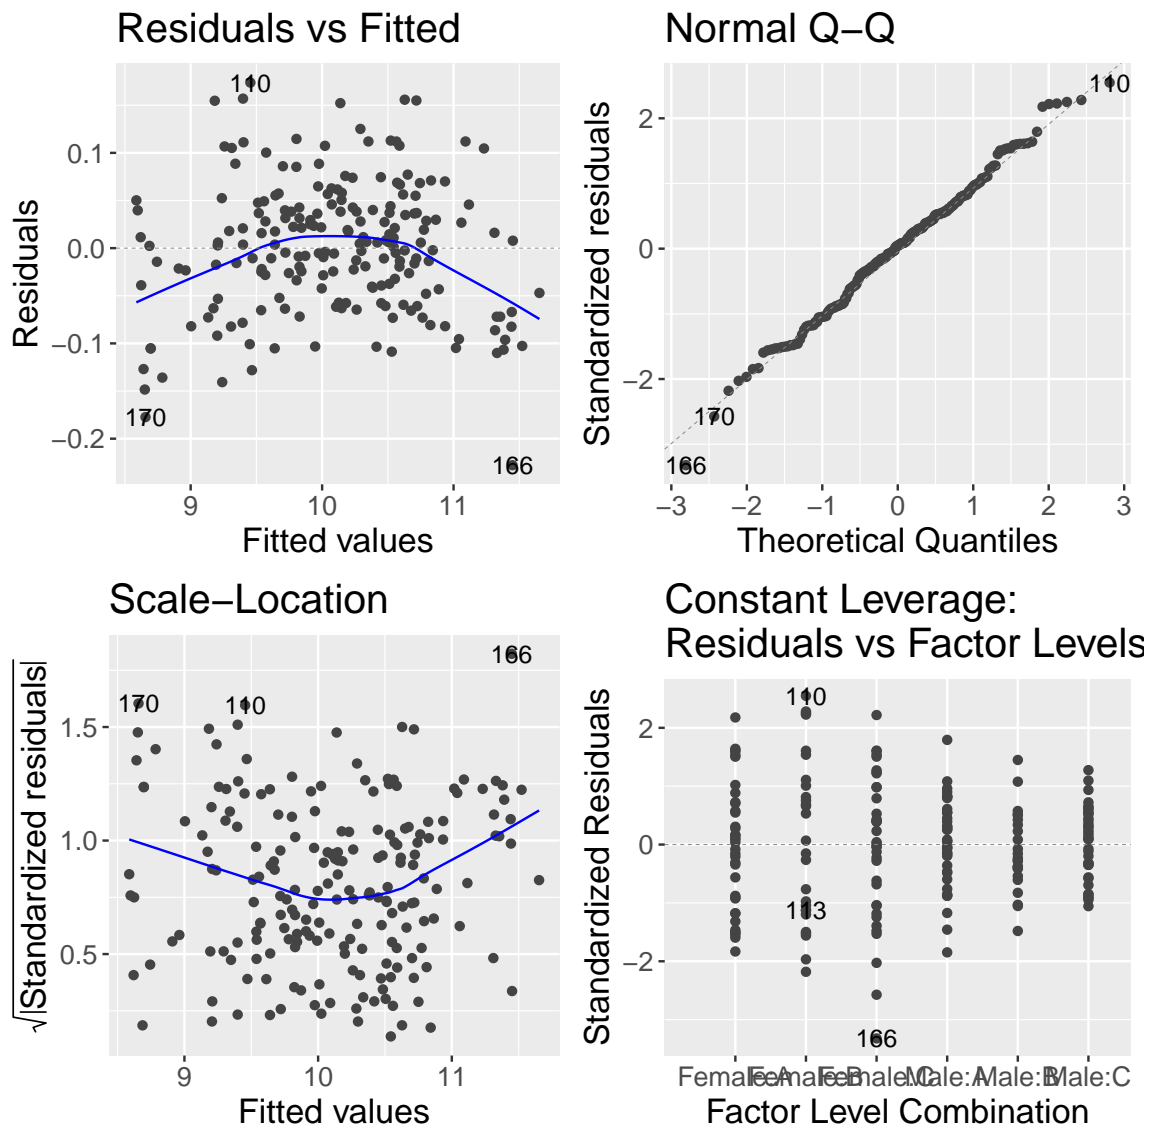 Residuals vs Fitted
110
0.1
0.0
−0.1
−0.2
170
166
9
10
11
Residuals
Fitted values
Normal Q−Q
110
2
0
−2
170
166
−3
−2
−1
0
1
2
3
Standardized residuals
Theoretical Quantiles
Scale−Location
166
170
110
1.5
1.0
0.5
9
10
11
√|Standardized residuals|
Fitted values
Constant Leverage:
Residuals vs Factor Levels
110
2
0
113
−2
166
Female:A
Female:B
Female:C
Male:A
Male:B
Male:C
Standardized Residuals
Factor Level Combination